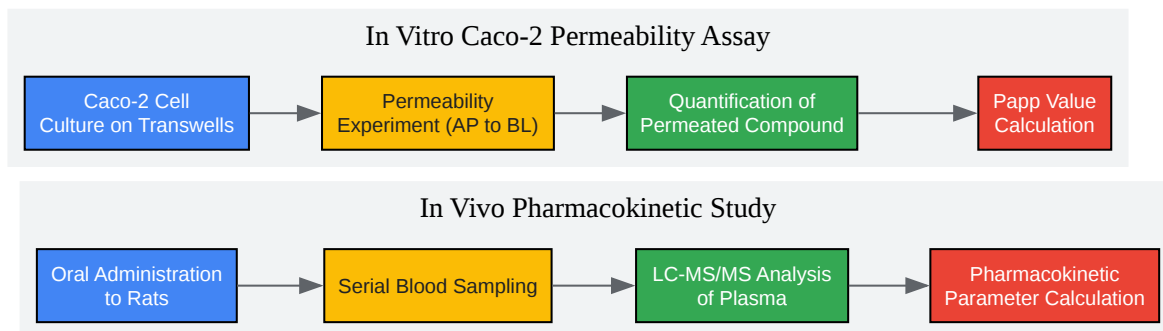 In Vitro Caco-2 Permeability Assay
Caco-2 Cell
Culture on Transwells
Permeability
Experiment (AP to BL)
Quantification of
Permeated Compound
Papp Value
Calculation
In Vivo Pharmacokinetic Study
Oral Administration
to Rats
Serial Blood Sampling
LC-MS/MS Analysis
of Plasma
Pharmacokinetic
Parameter Calculation